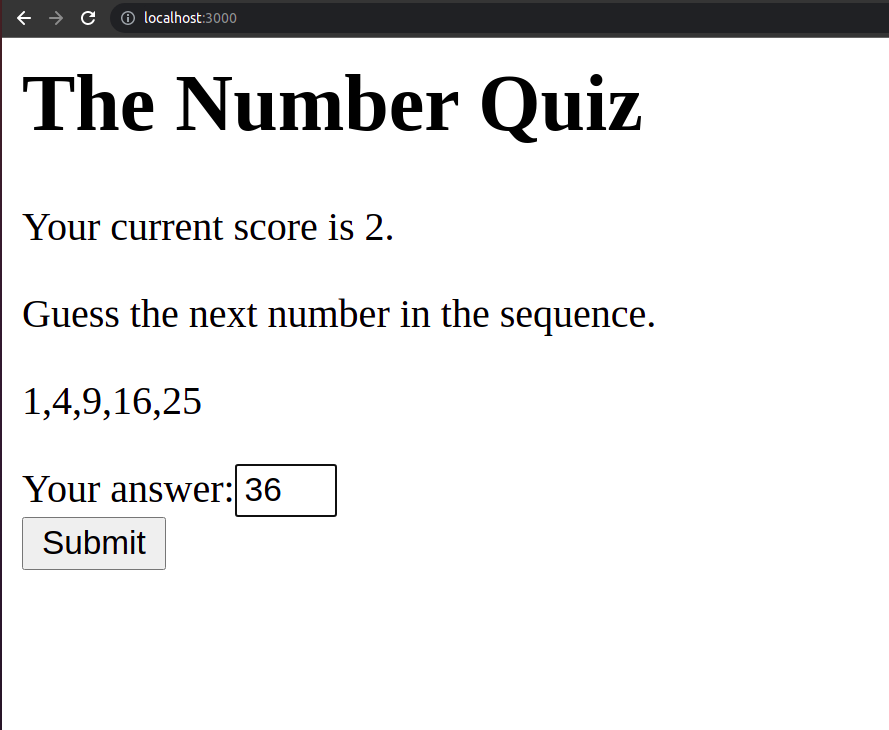 localhost:3000
The Number Quiz
Your current score is 2.
Guess the next number in the sequence.
1,4,9,16,25
Your answer: 36
Submit